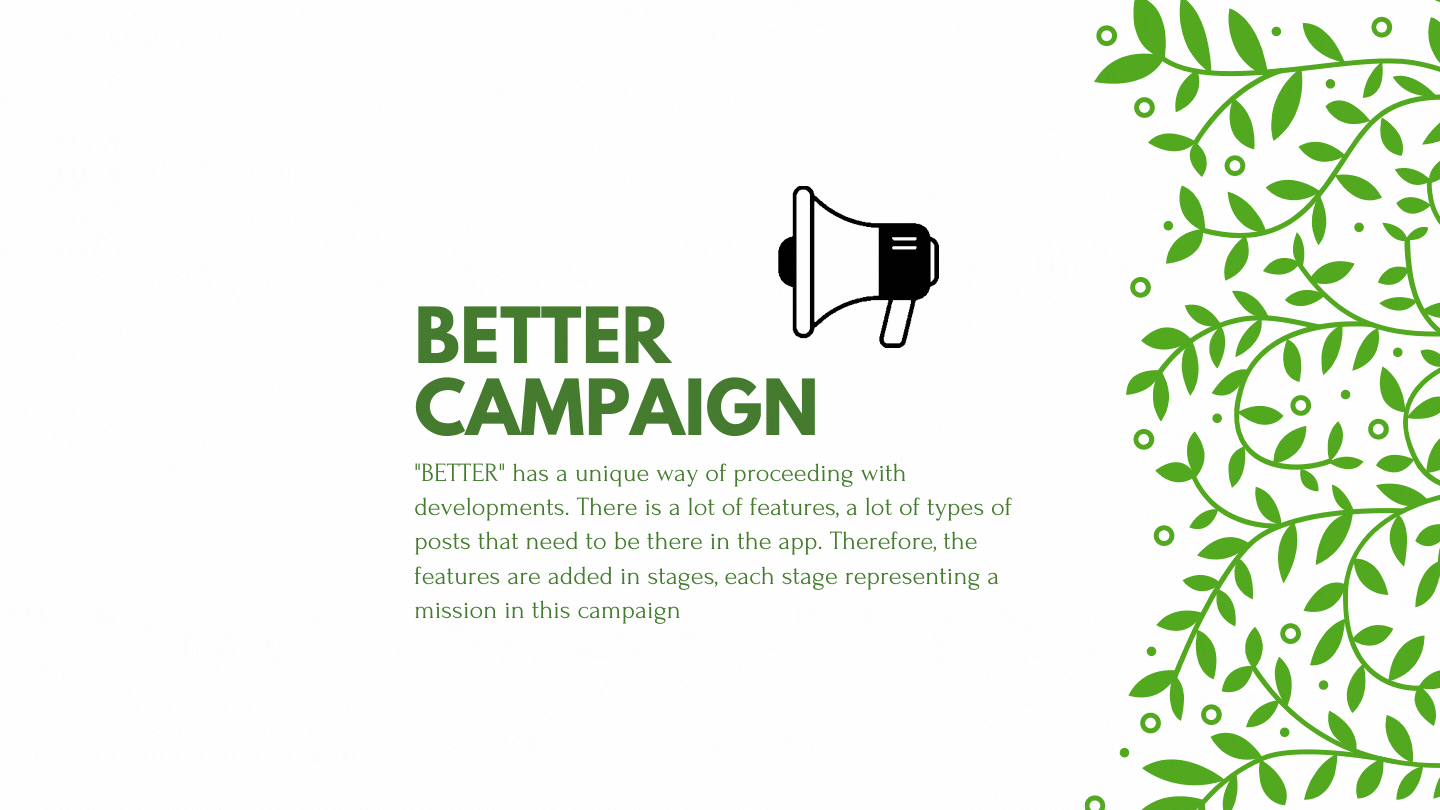 BETTER
CAMPAIGN
"BETTER" has a unique way of proceeding with
developments. There is a lot of features, a lot of types of
posts that need to be there in the app. Therefore, the
features are added in stages, each stage representing a
mission in this campaign